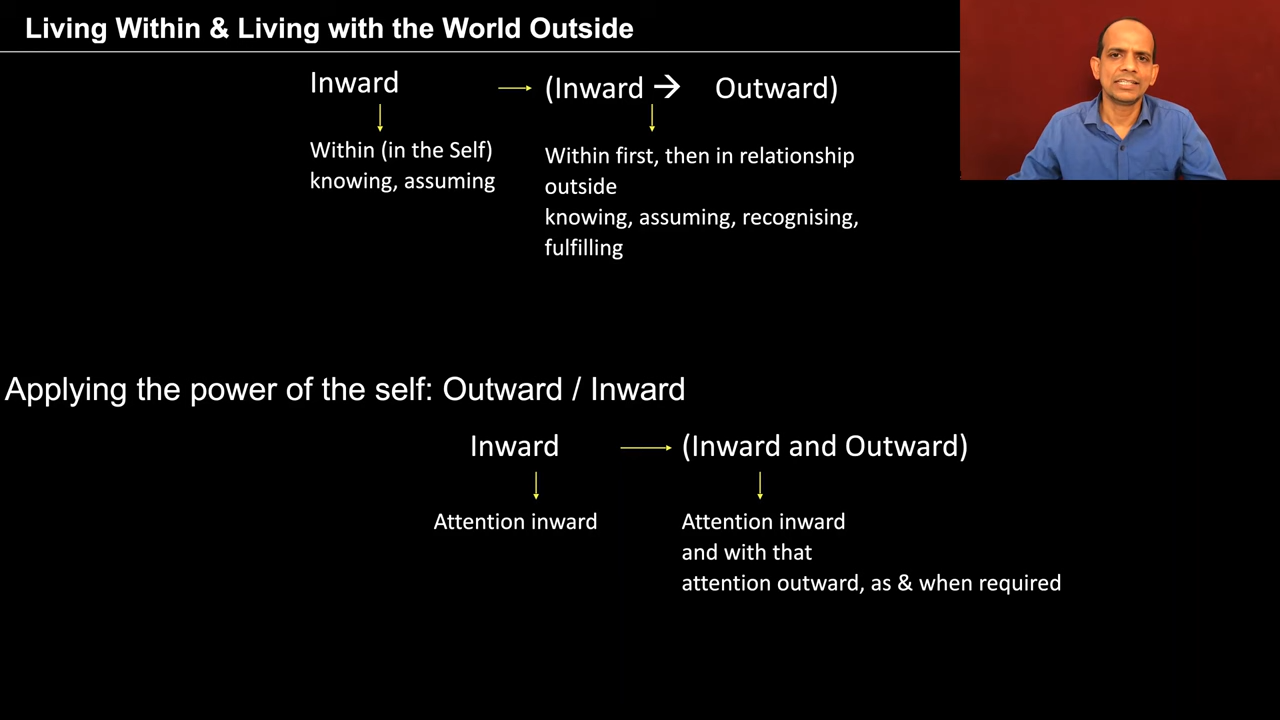 Living Within & Living with the World Outside
Inward → (Inward → Outward)
Within (in the Self)
knowing, assuming
Within first, then in relationship
outside
knowing, assuming, recognising,
fulfilling
Applying the power of the self: Outward / Inward
Inward → (Inward and Outward)
Attention inward
Attention inward
and with that
attention outward, as & when required